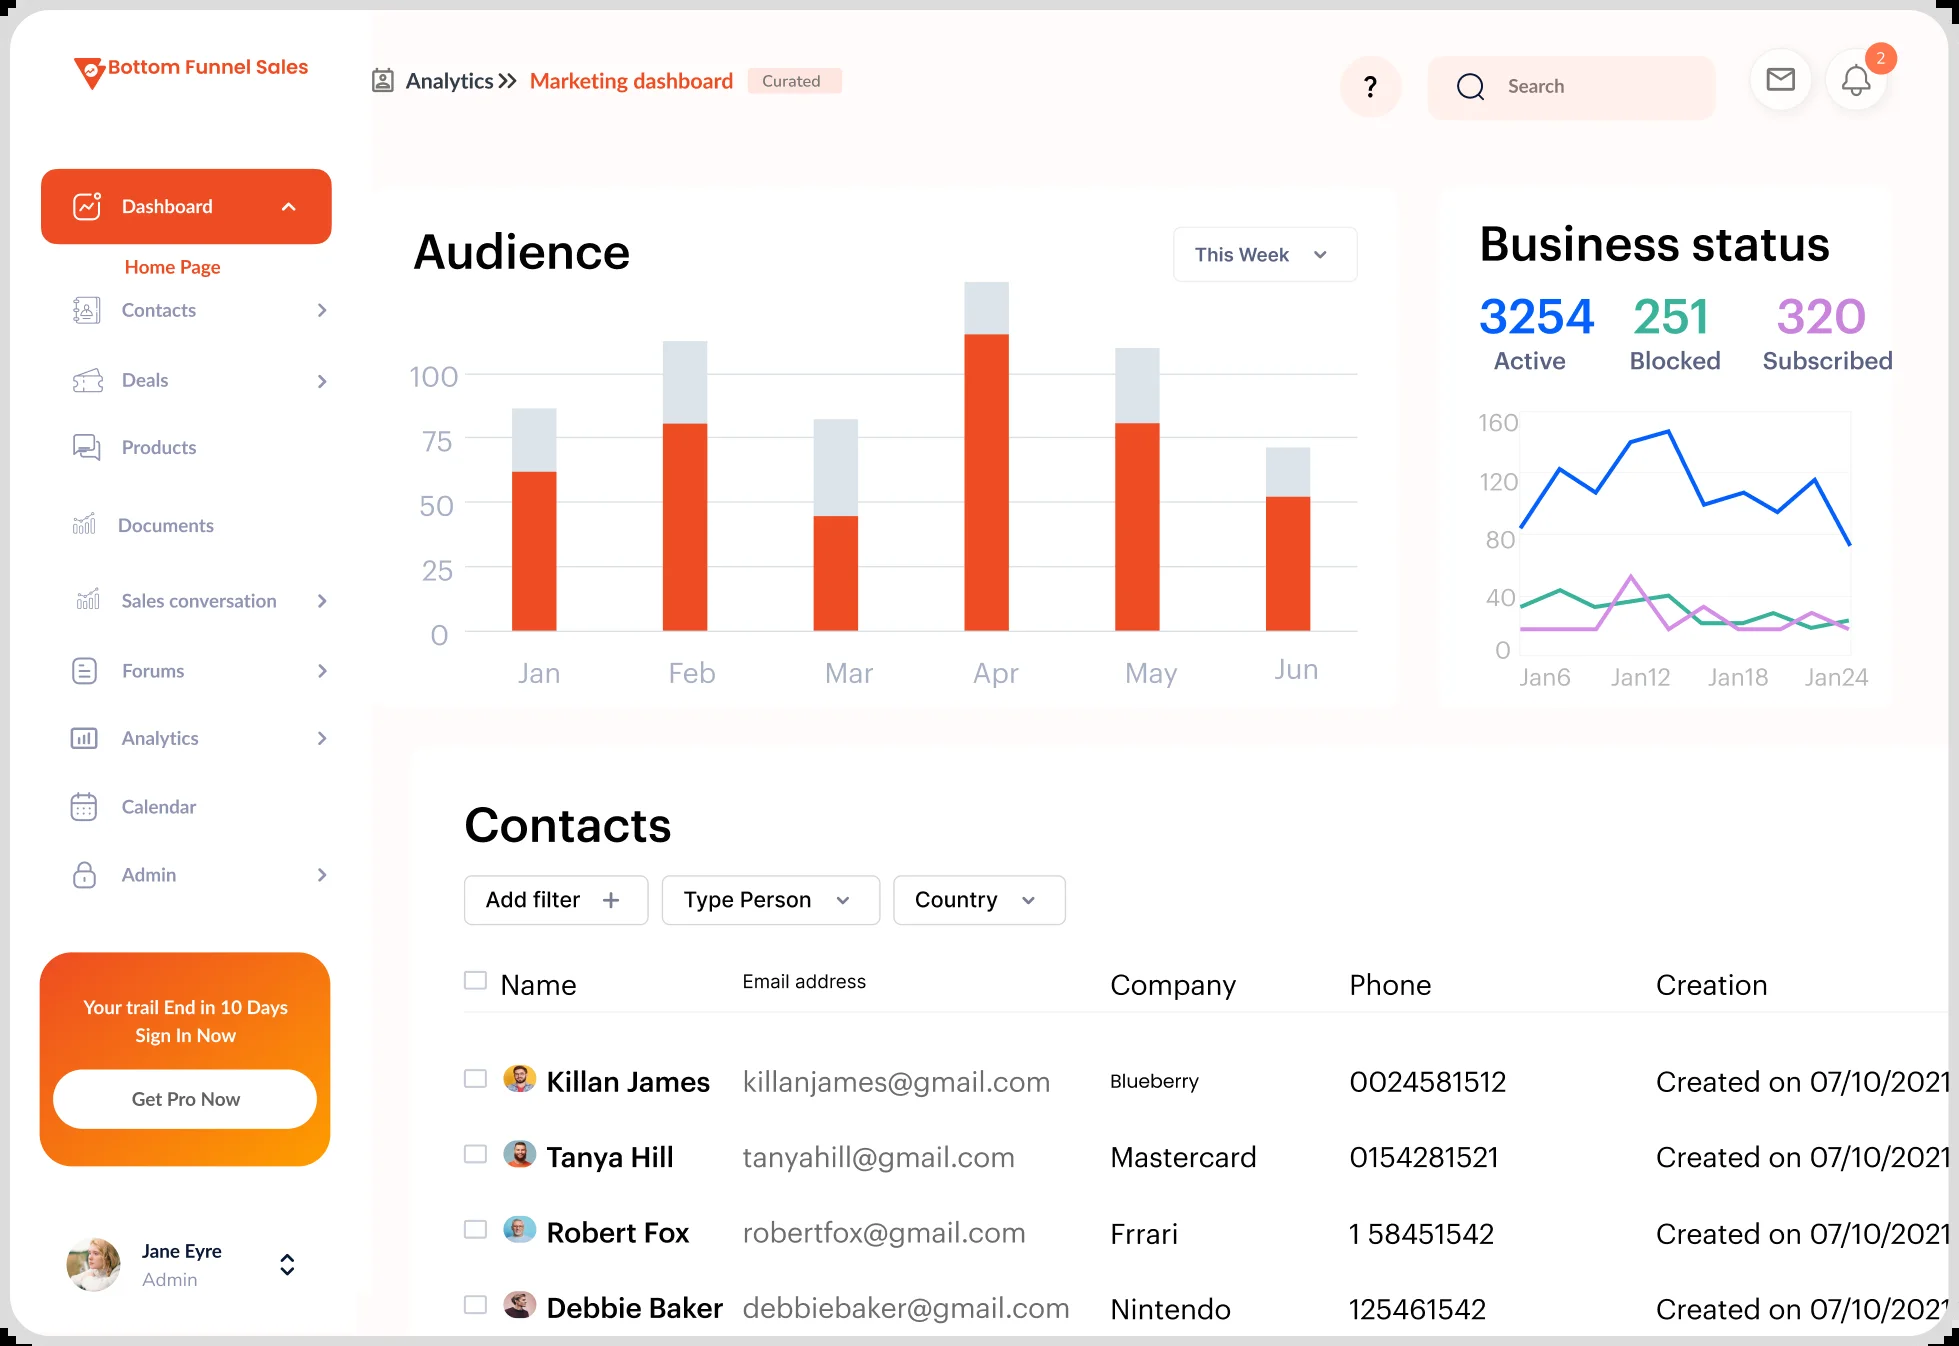 Bottom Funnel Sales
Analytics >> Marketing dashboard Curated
?
Search
2
Dashboard
Home Page
Contacts
Deals
Products
Documents
Sales conversation
Forums
Analytics
Calendar
Admin
Your trail End in 10 Days
Sign In Now
Get Pro Now
Jane Eyre
Admin
Audience
This Week
100
75
50
25
0
Jan Feb Mar Apr May Jun
Business status
3254 251 320
Active Blocked Subscribed
160
120
80
40
0
Jan6 Jan12 Jan18 Jan24
Contacts
Add filter + Type Person Country
Name Email address Company Phone Creation
Killan James killanjames@gmail.com Blueberry 0024581512 Created on 07/10/2021
Tanya Hill tanyahill@gmail.com Mastercard 0154281521 Created on 07/10/2021
Robert Fox robertfox@gmail.com Frrari 1 58451542 Created on 07/10/2021
Debbie Baker debbiebaker@gmail.com Nintendo 125461542 Created on 07/10/2021